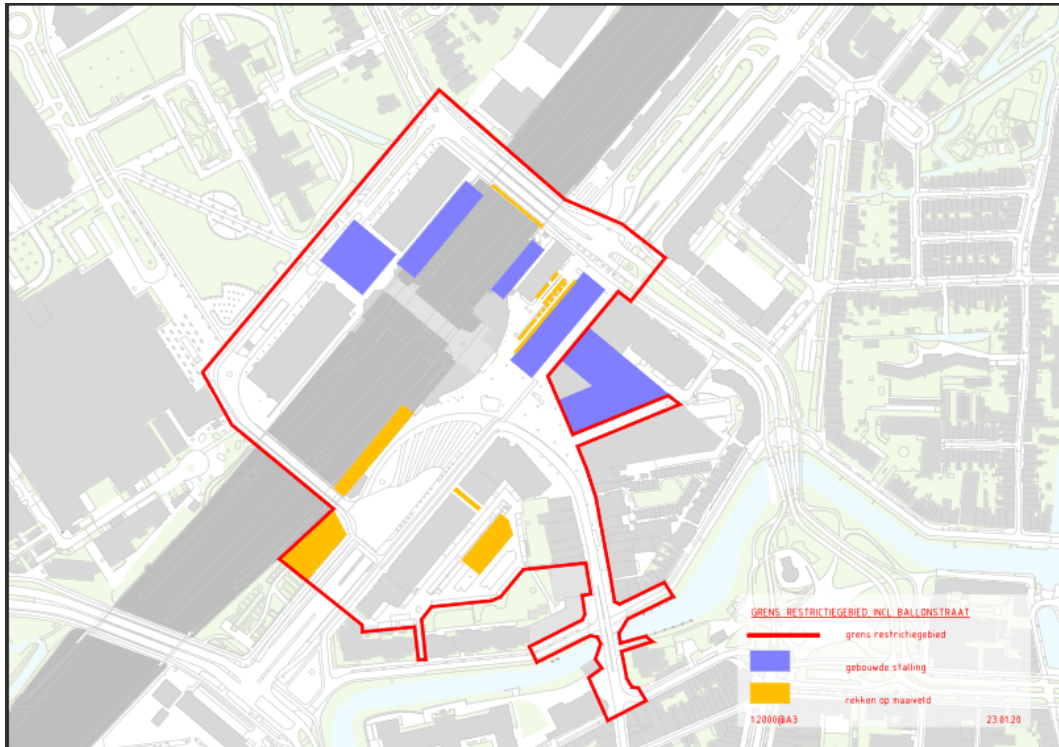 GRENS RESTRICTIEGEBIED INCL BALLONSTRAAT
grens restrictiegebied
gebouwde stalling
rekken op maaiveld
1:2000@A3 23.01.20